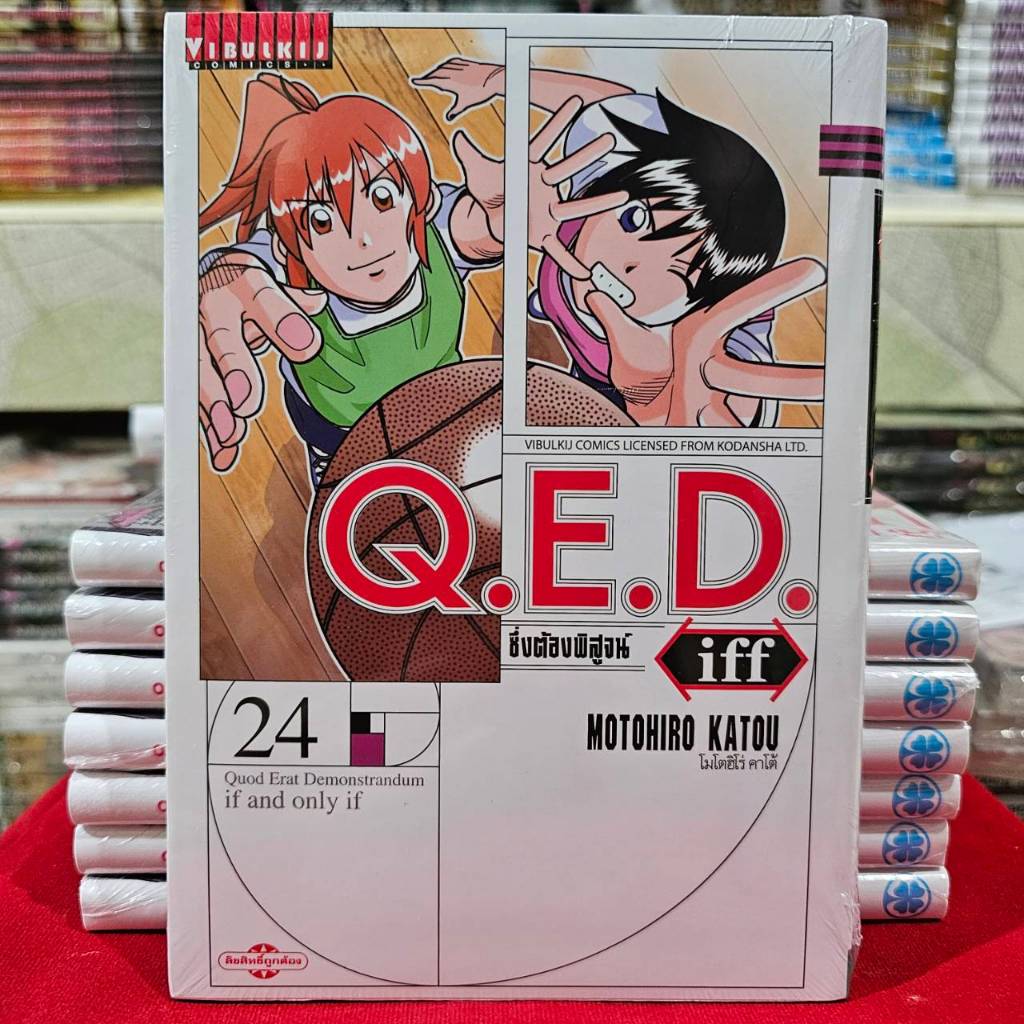 VIBULKIJ
COMICS
VIBULKIJ COMICS LICENSED FROM KODANSHA LTD.
Q.E.D.
ซึ่งต้องพิสูจน์
iff
24
MOTOHIRO KATOU
โมโตฮิโร่ คาโต้
Quod Erat Demonstrandum
if and only if
ลิขสิทธิ์ถูกต้อง